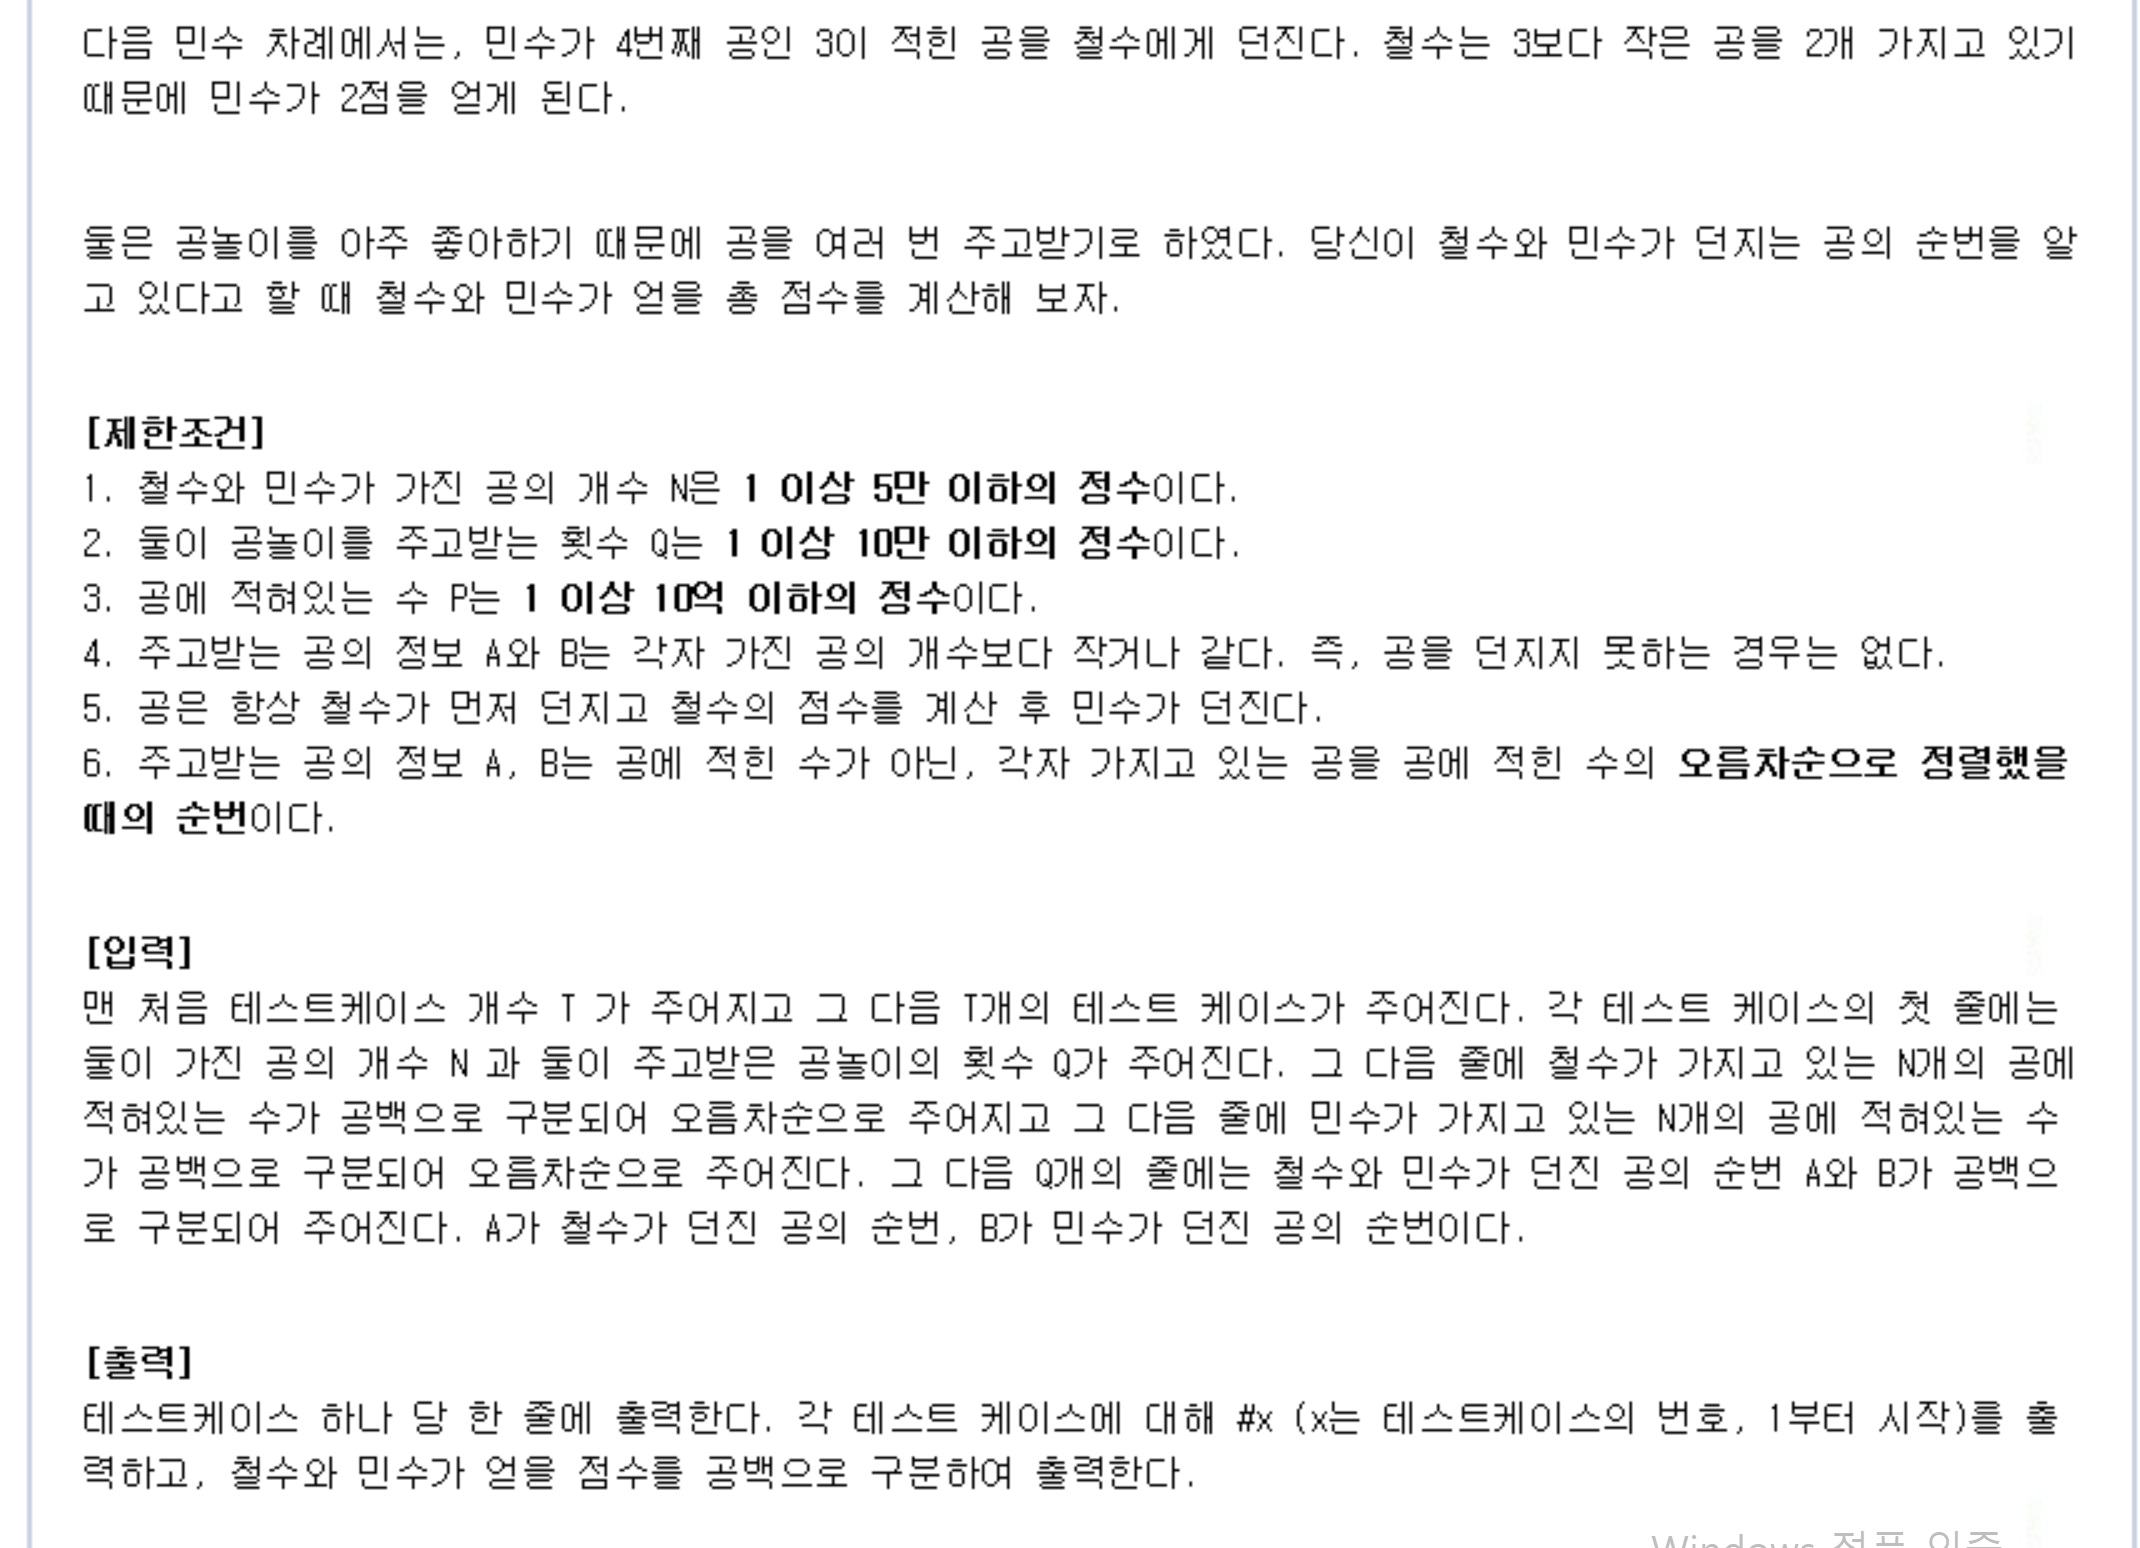 다음 민수 차례에서는, 민수가 4번째 공인 3이 적힌 공을 철수에게 던진다. 철수는 3보다 작은 공을 2개 가지고 있기
때문에 민수가 2점을 얻게 된다.
둘은 공놀이를 아주 좋아하기 때문에 공을 여러 번 주고받기로 하였다. 당신이 철수와 민수가 던지는 공의 순번을 알
고 있다고 할 때 철수와 민수가 얻을 총 점수를 계산해 보자.
[제한조건]
1. 철수와 민수가 가진 공의 개수 N은 1 이상 5만 이하의 정수이다.
2. 둘이 공놀이를 주고받는 횟수 Q는 1 이상 10만 이하의 정수이다.
3. 공에 적혀있는 수 P는 1 이상 10억 이하의 정수이다.
4. 주고받는 공의 정보 A와 B는 각자 가진 공의 개수보다 작거나 같다. 즉, 공을 던지지 못하는 경우는 없다.
5. 공은 항상 철수가 먼저 던지고 철수의 점수를 계산 후 민수가 던진다.
6. 주고받는 공의 정보 A, B는 공에 적힌 수가 아닌, 각자 가지고 있는 공을 공에 적힌 수의 오름차순으로 정렬했을
때의 순번이다.
[입력]
맨 처음 테스트케이스 개수 T 가 주어지고 그 다음 T개의 테스트 케이스가 주어진다. 각 테스트 케이스의 첫 줄에는
둘이 가진 공의 개수 N 과 둘이 주고받은 공놀이의 횟수 Q가 주어진다. 그 다음 줄에 철수가 가지고 있는 N개의 공에
적혀있는 수가 공백으로 구분되어 오름차순으로 주어지고 그 다음 줄에 민수가 가지고 있는 N개의 공에 적혀있는 수
가 공백으로 구분되어 오름차순으로 주어진다. 그 다음 Q개의 줄에는 철수와 민수가 던진 공의 순번 A와 B가 공백으
로 구분되어 주어진다. A가 철수가 던진 공의 순번, B가 민수가 던진 공의 순번이다.
[출력]
테스트케이스 하나 당 한 줄에 출력한다. 각 테스트 케이스에 대해 #x (x는 테스트케이스의 번호, 1부터 시작)를 출
력하고, 철수와 민수가 얻을 점수를 공백으로 구분하여 출력한다.
Windows 정품 인증